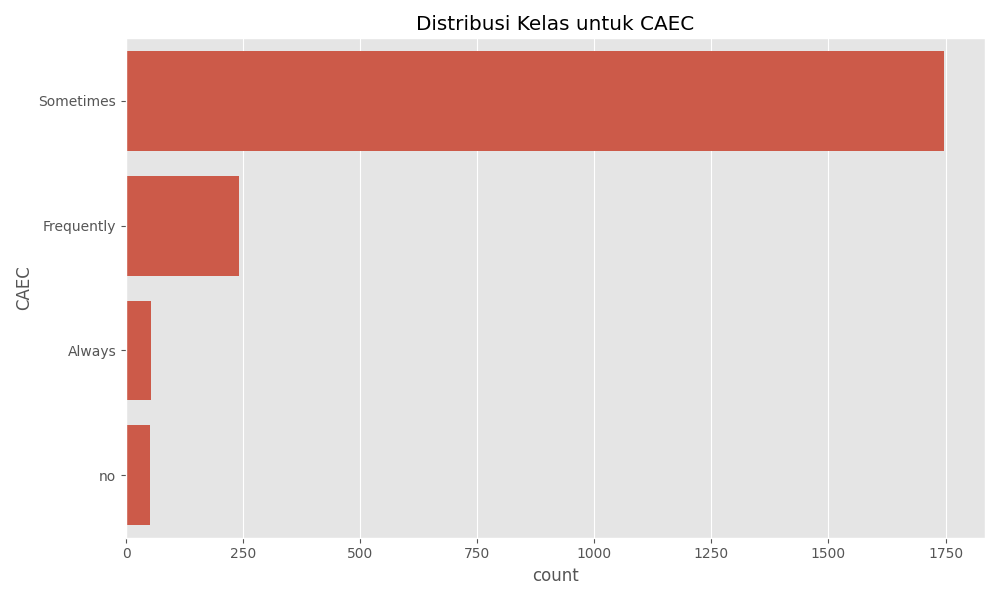 Distribusi Kelas untuk CAEC
Sometimes
Frequently
Always
no
CAEC
0 250 500 750 1000 1250 1500 1750
count